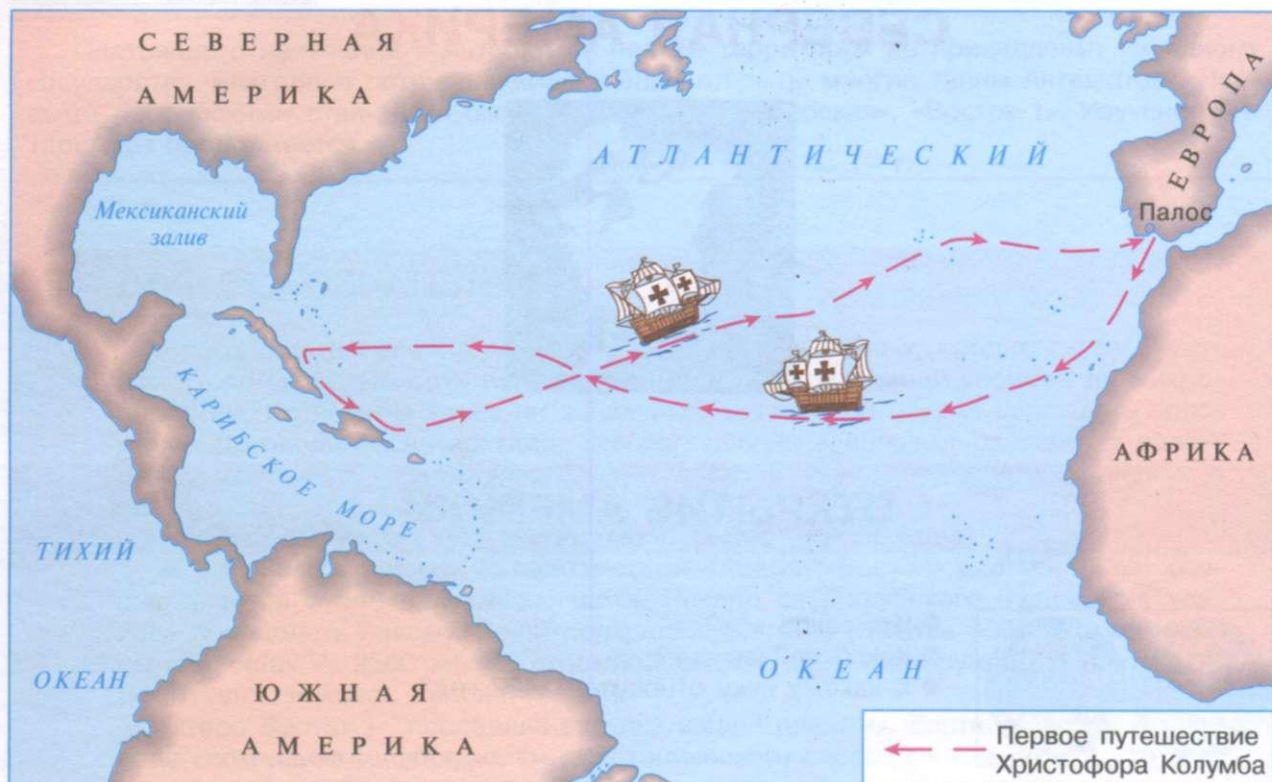 СЕВЕРНАЯ
АМЕРИКА
ЕВРОПА
АТЛАНТИЧЕСКИЙ
Мексиканский
залив
Палос
КАРИБСКОЕ МОРЕ
АФРИКА
ТИХИЙ
ОКЕАН
ОКЕАН
ЮЖНАЯ
АМЕРИКА
Первое путешествие
Христофора Колумба